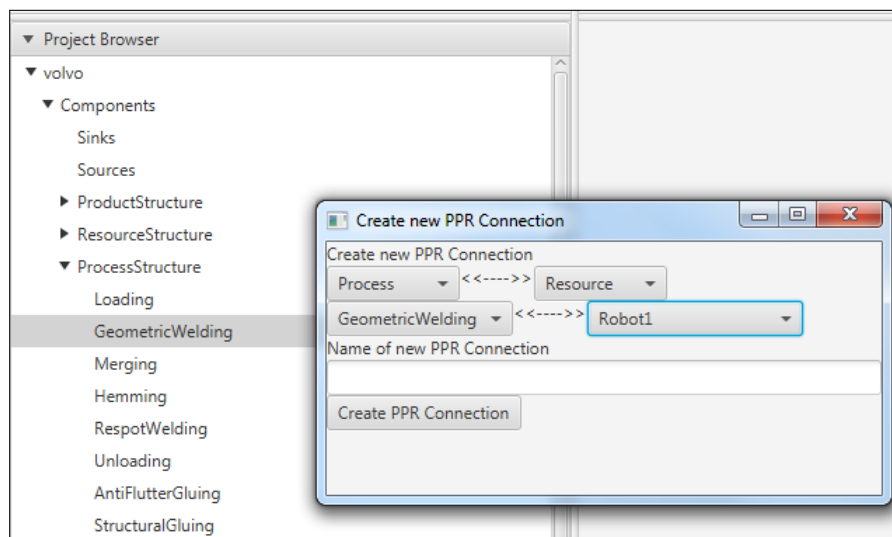 Project Browser
volvo
Components
Sinks
Sources
ProductStructure
ResourceStructure
ProcessStructure
Loading
GeometricWelding
Merging
Hemming
RespotWelding
Unloading
AntiFlutterGluing
StructuralGluing
Create new PPR Connection
Create new PPR Connection
Process <<---->> Resource
GeometricWelding <<---->> Robot1
Name of new PPR Connection
Create PPR Connection